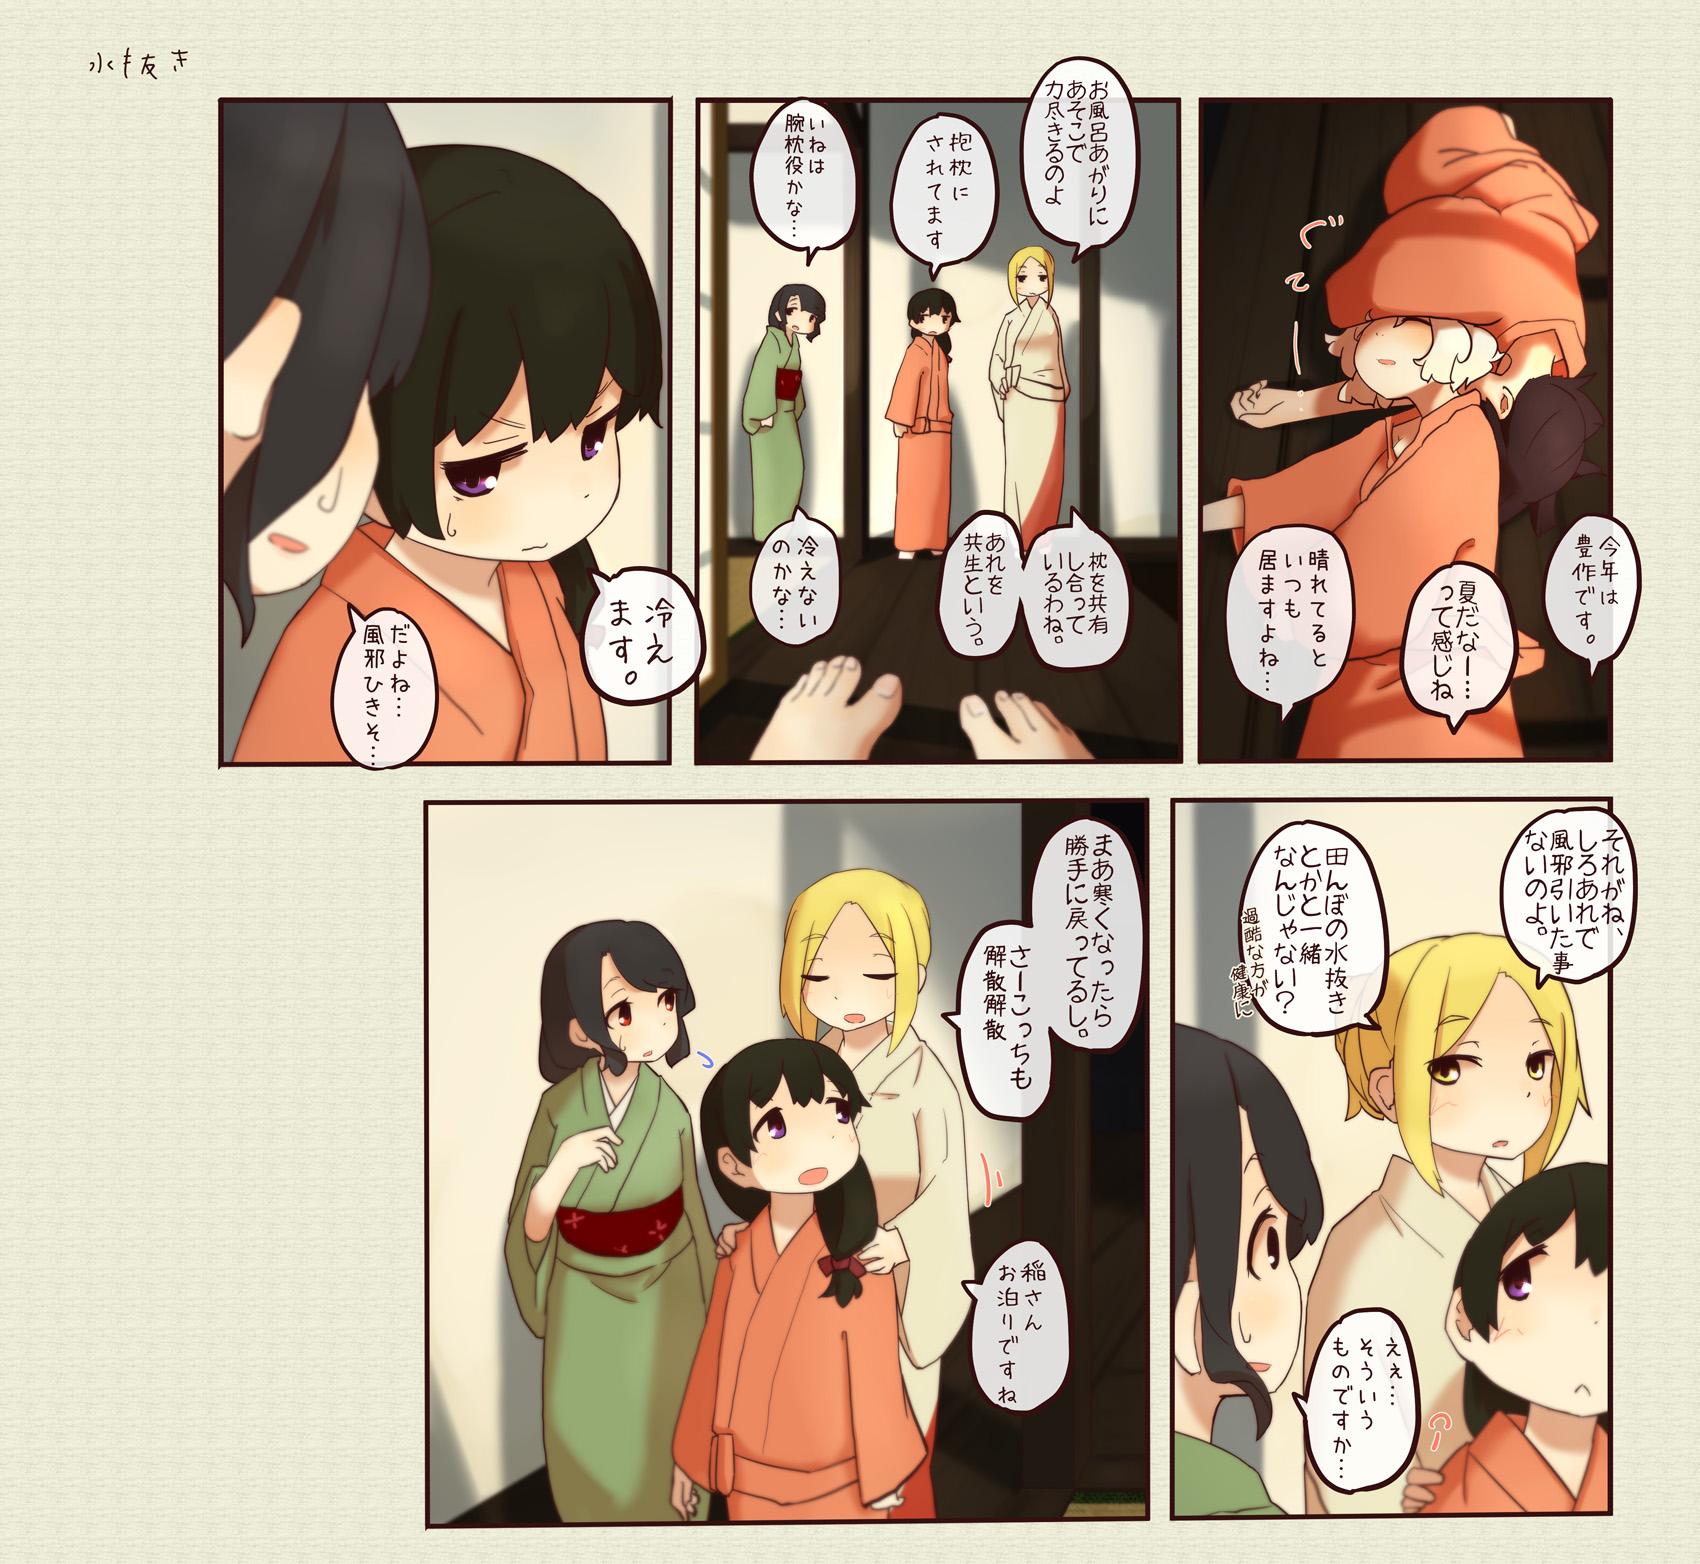 水も抜き
今年は
豊作です。
夏だなー…
って感じね
晴れてると
いつも
居ますよね…
お風呂あがりに
あそこで
力尽きるのよ
抱枕に
されてます
いねは
腕枕役かな…
枕を共有
し合って
いるわね。
あれを
共生という。
冷えない
のかな…
冷え
ます。
だよね…
風邪ひきそ…
それがね、
しろあれで
風邪引いた事
ないのよ。
田んぼの水抜き
とかと一緒
なんじゃない?
過酷な方が
健康に
ええ…
そういう
ものですか…
まあ寒くなったら
勝手に戻ってるし。
さーこっちも
解散解散
稲さん
お泊りですね